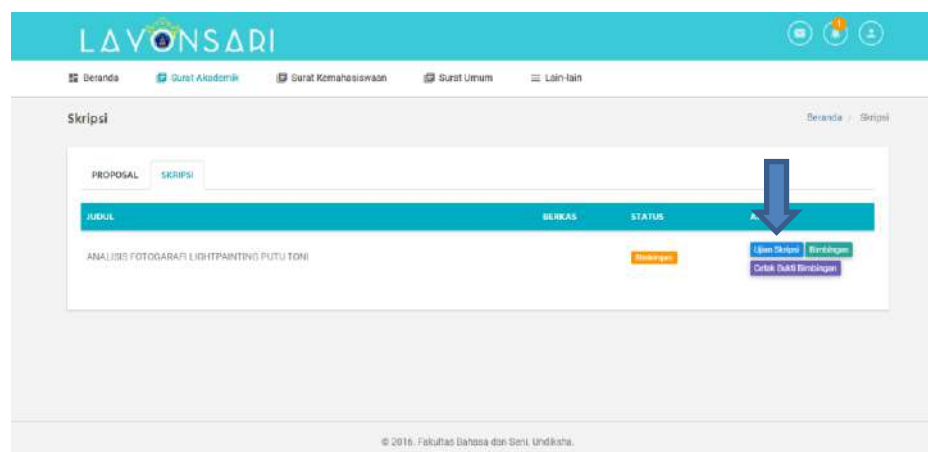 LAVONSARI
1
Beranda Surat Akademik Surat Kemahasiswaan Surat Umum Lain-lain
Skripsi Beranda / Skripsi
PROPOSAL SKRIPSI
JUDUL BERKAS STATUS
ANALISIS FOTOGARAFI LIGHTPAINTING PUTU TONI Bimbingan Ujian Skripsi Bimbingan
Cetak Bukti Bimbingan
© 2016. Fakultas Bahasa dan Seni. Undiksha.